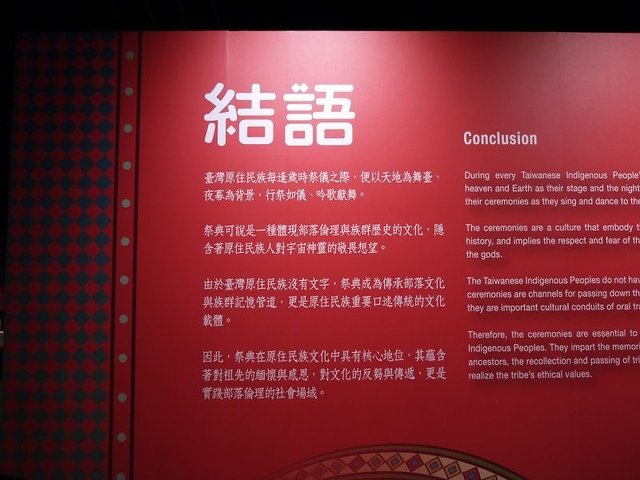 結語
臺灣原住民族每逢歲時祭儀之際，便以天地為舞臺、
夜幕為背景，行祭如儀、吟歌獻舞。
祭典可說是一種體現部落倫理與族群歷史的文化，隱
含著原住民族人對宇宙神靈的敬畏想望。
由於臺灣原住民族沒有文字，祭典成為傳承部落文化
與族群記憶管道，更是原住民族重要口述傳統的文化
載體。
因此，祭典在原住民族文化中具有核心地位，其蘊含
著對祖先的緬懷與感恩，對文化的反芻與傳遞，更是
實踐部落倫理的社會場域。
Conclusion
During every Taiwanese Indigenous People'
heaven and Earth as their stage and the night
their ceremonies as they sing and dance to the
The ceremonies are a culture that embody t
history, and implies the respect and fear of th
the gods.
The Taiwanese Indigenous Peoples do not hav
ceremonies are channels for passing down th
they are important cultural conduits of oral tra
Therefore, the ceremonies are essential to
Indigenous Peoples. They impart the memori
ancestors, the recollection and passing of tri
realize the tribe's ethical values.